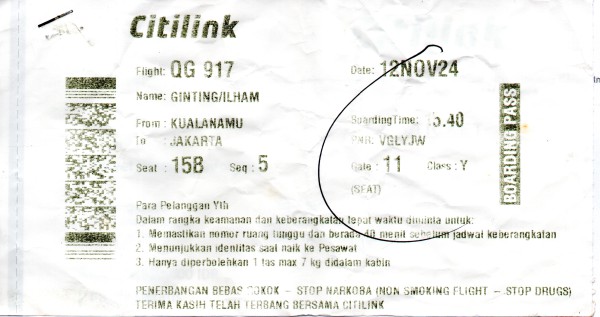 Citilink
Flight: QG 917 Date: 12NOV24
Name: GINTING/ILHAM
From : KUALANAMU BoardingTime: 15.40
To : JAKARTA PNR: VGLYJW
Seat : 158 Seq : 5 Gate : 11 Class : Y
(SEAT)
BOARDING PASS
Para Pelanggan Yth
Dalam rangka keamanan dan keberangkatan tepat waktu diminta untuk:
1. Memastikan nomor ruang tunggu dan berada 40 menit sebelum jadwal keberangkatan
2. Menunjukkan identitas saat naik ke Pesawat
3. Hanya diperbolehkan 1 tas max 7 kg didalam kabin
PENERBANGAN BEBAS ROKOK - STOP NARKOBA (NON SMOKING FLIGHT - STOP DRUGS)
TERIMA KASIH TELAH TERBANG BERSAMA CITILINK